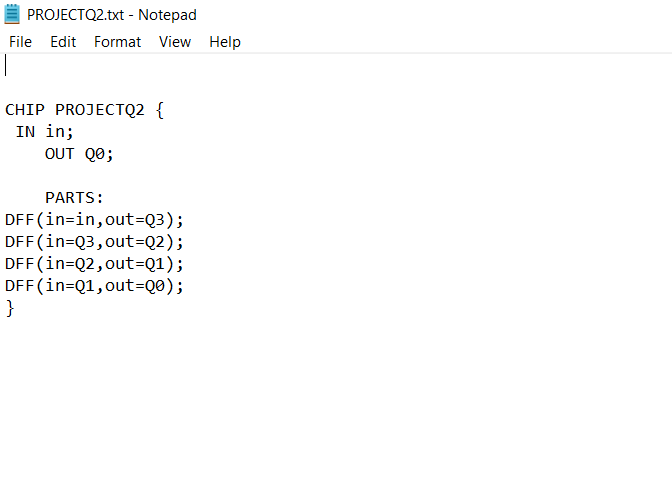 PROJECTQ2.txt - Notepad
File Edit Format View Help
CHIP PROJECTQ2 {
IN in;
OUT Q0;
PARTS:
DFF(in=in,out=Q3);
DFF(in=Q3,out=Q2);
DFF(in=Q2,out=Q1);
DFF(in=Q1,out=Q0);
}